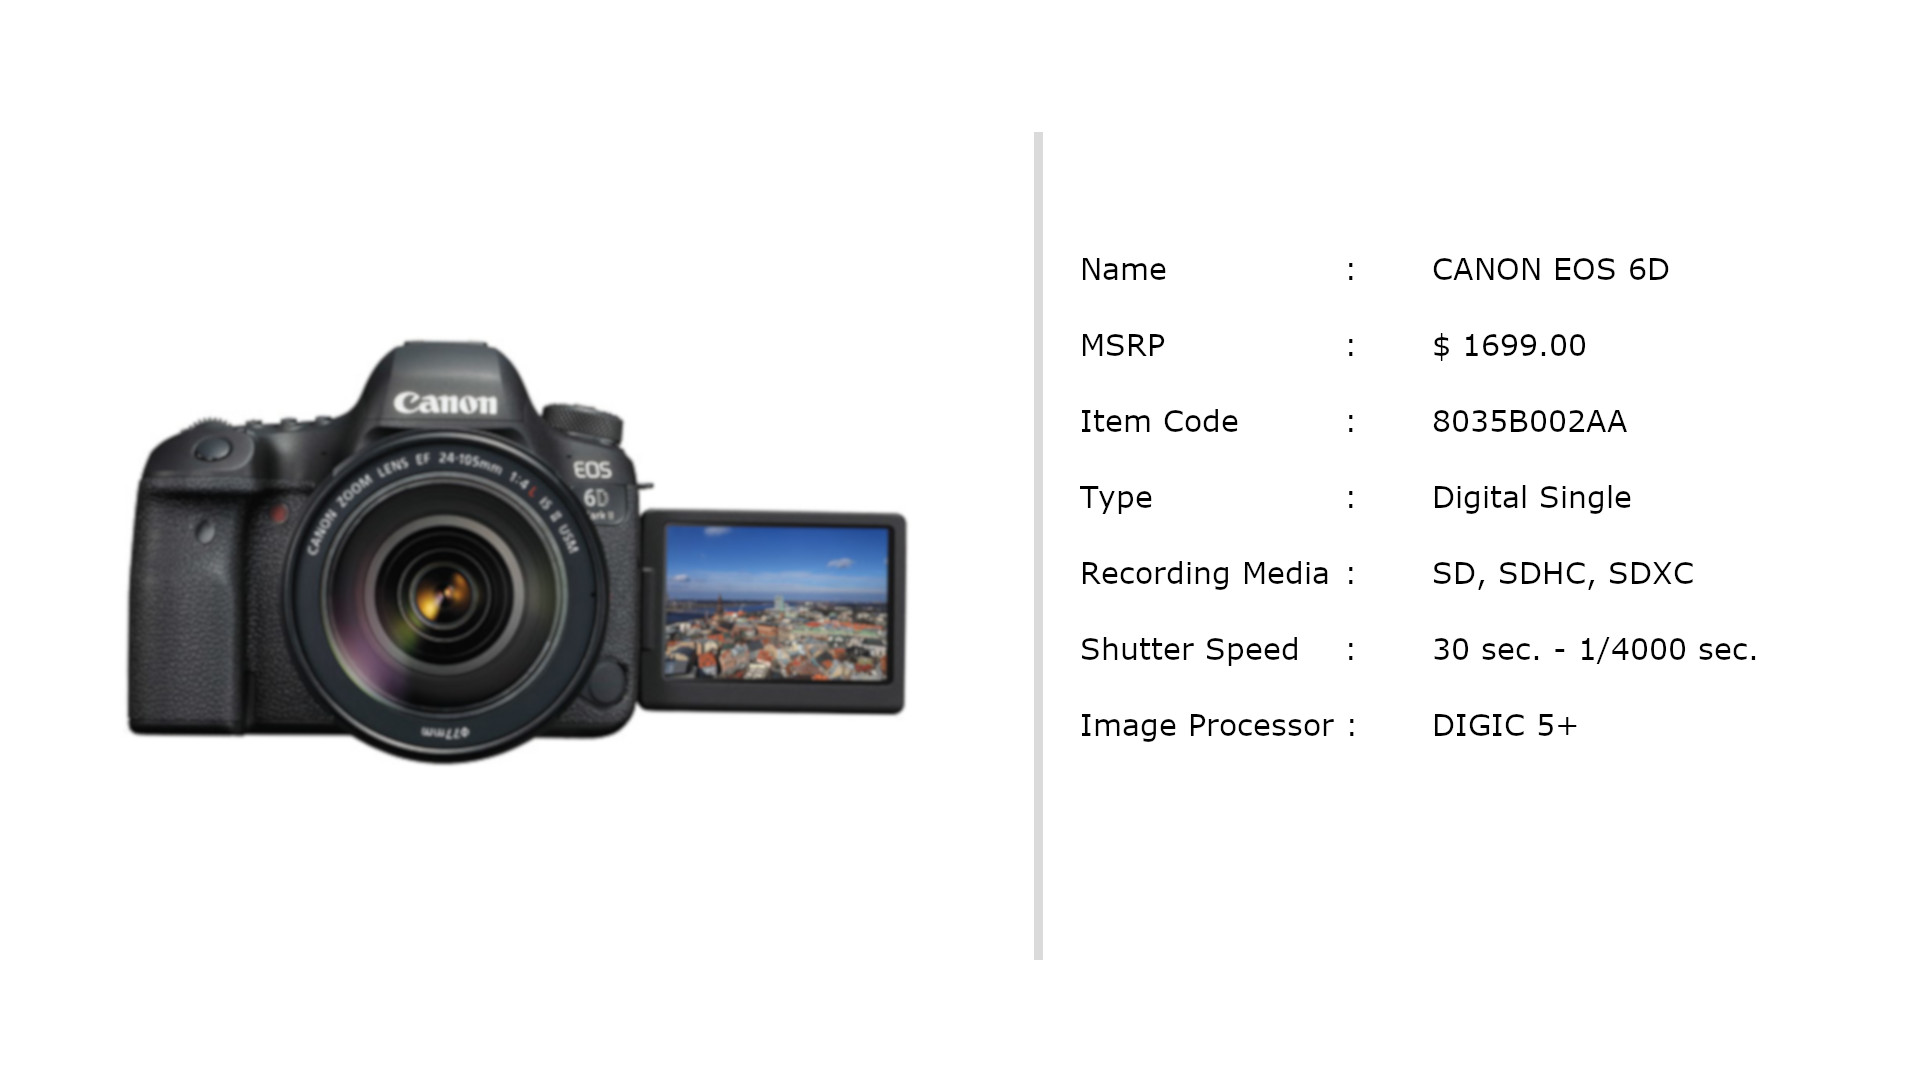 Canon
EOS
6D
Mark II
CANON ZOOM LENS EF 24-105mm 1:4 L IS II USM
Φ77mm
Name : CANON EOS 6D
MSRP : $ 1699.00
Item Code : 8035B002AA
Type : Digital Single
Recording Media : SD, SDHC, SDXC
Shutter Speed : 30 sec. - 1/4000 sec.
Image Processor : DIGIC 5+